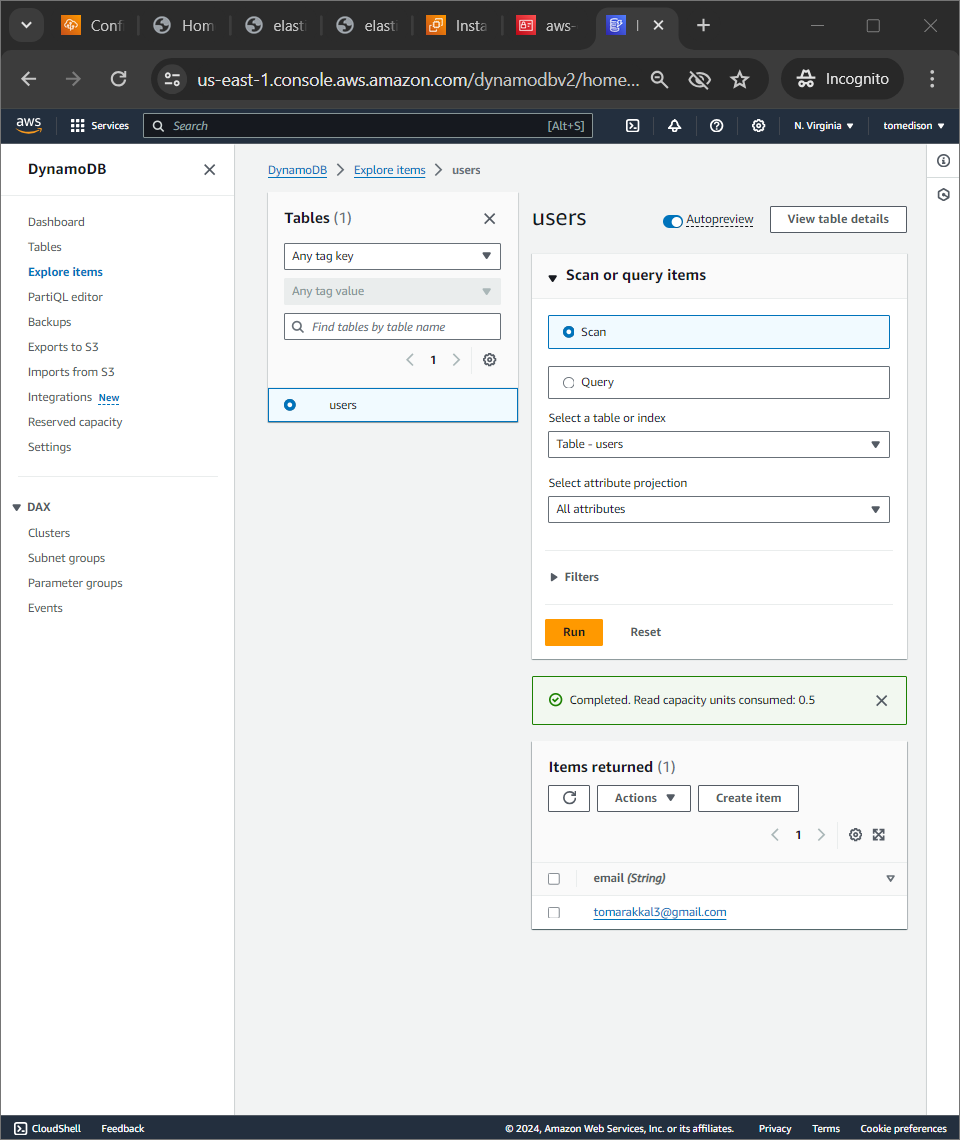 Confi
Hom
elasti
elasti
Insta
aws-
us-east-1.console.aws.amazon.com/dynamodbv2/home...
Incognito
aws
Services
Search
[Alt+S]
N. Virginia
tomedison
DynamoDB
Dashboard
Tables
Explore items
PartiQL editor
Backups
Exports to S3
Imports from S3
Integrations New
Reserved capacity
Settings
DAX
Clusters
Subnet groups
Parameter groups
Events
DynamoDB > Explore items > users
Tables (1)
Any tag key
Any tag value
Find tables by table name
1
users
users
Autopreview
View table details
Scan or query items
Scan
Query
Select a table or index
Table - users
Select attribute projection
All attributes
Filters
Run
Reset
Completed. Read capacity units consumed: 0.5
Items returned (1)
Actions
Create item
1
email (String)
tomarakkal3@gmail.com
CloudShell
Feedback
© 2024, Amazon Web Services, Inc. or its affiliates.
Privacy
Terms
Cookie preferences